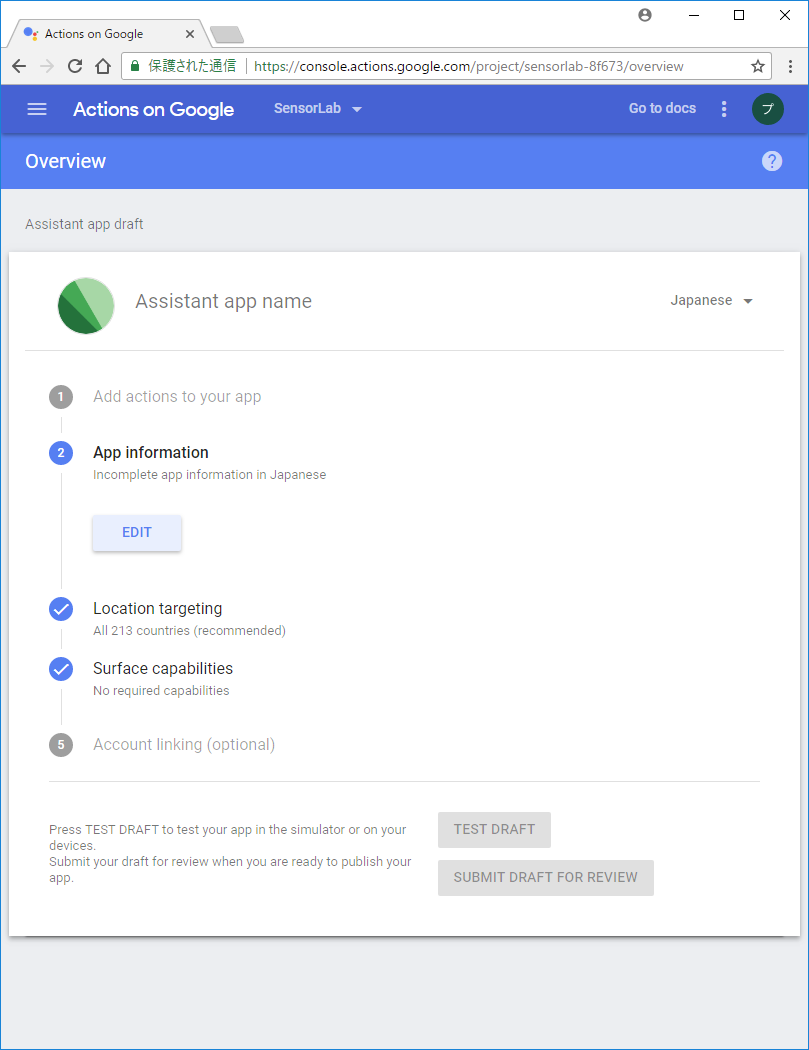 Actions on Google
保護された通信 https://console.actions.google.com/project/sensorlab-8f673/overview
Actions on Google SensorLab Go to docs プ
Overview ?
Assistant app draft
Assistant app name Japanese
1 Add actions to your app
2 App information
Incomplete app information in Japanese
EDIT
Location targeting
All 213 countries (recommended)
Surface capabilities
No required capabilities
5 Account linking (optional)
Press TEST DRAFT to test your app in the simulator or on your
devices.
Submit your draft for review when you are ready to publish your
app.
TEST DRAFT
SUBMIT DRAFT FOR REVIEW